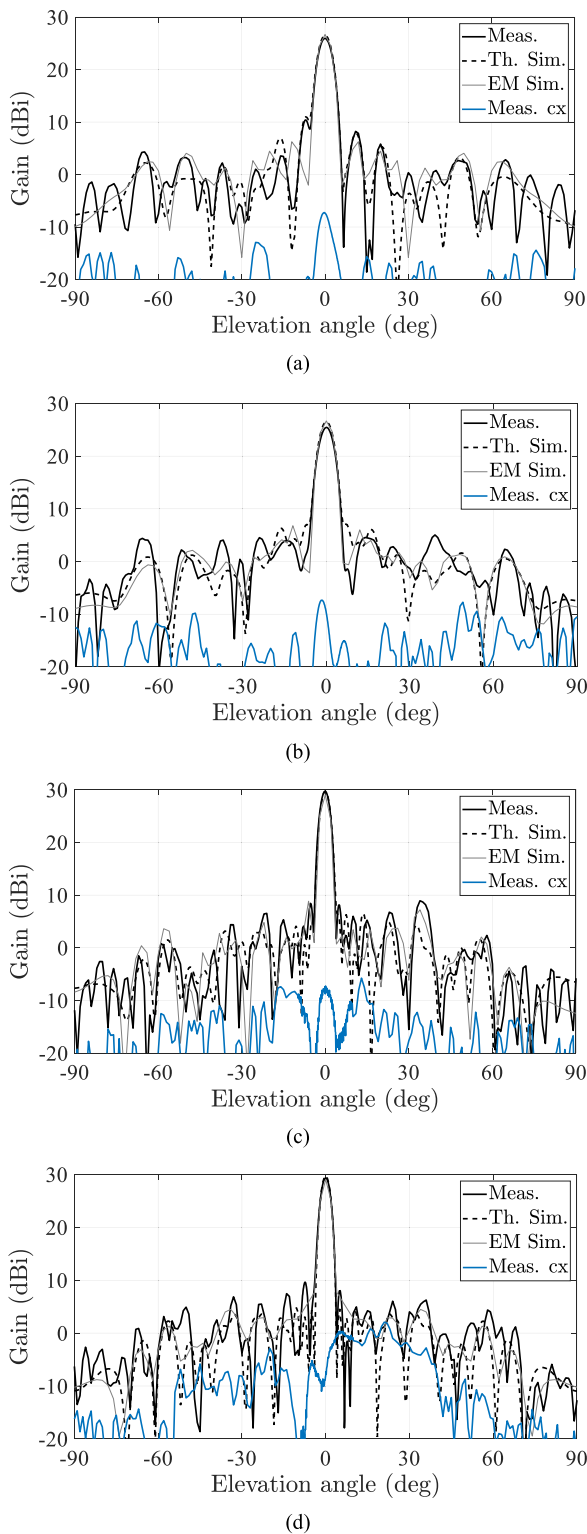 30
20
10
0
-10
-20
Gain (dBi)
Meas.
Th. Sim.
EM Sim.
Meas. cx
-90 -60 -30 0 30 60 90
Elevation angle (deg)
(a)
30
20
10
0
-10
-20
Gain (dBi)
Meas.
Th. Sim.
EM Sim.
Meas. cx
-90 -60 -30 0 30 60 90
Elevation angle (deg)
(b)
30
20
10
0
-10
-20
Gain (dBi)
Meas.
Th. Sim.
EM Sim.
Meas. cx
-90 -60 -30 0 30 60 90
Elevation angle (deg)
(c)
30
20
10
0
-10
-20
Gain (dBi)
Meas.
Th. Sim.
EM Sim.
Meas. cx
-90 -60 -30 0 30 60 90
Elevation angle (deg)
(d)